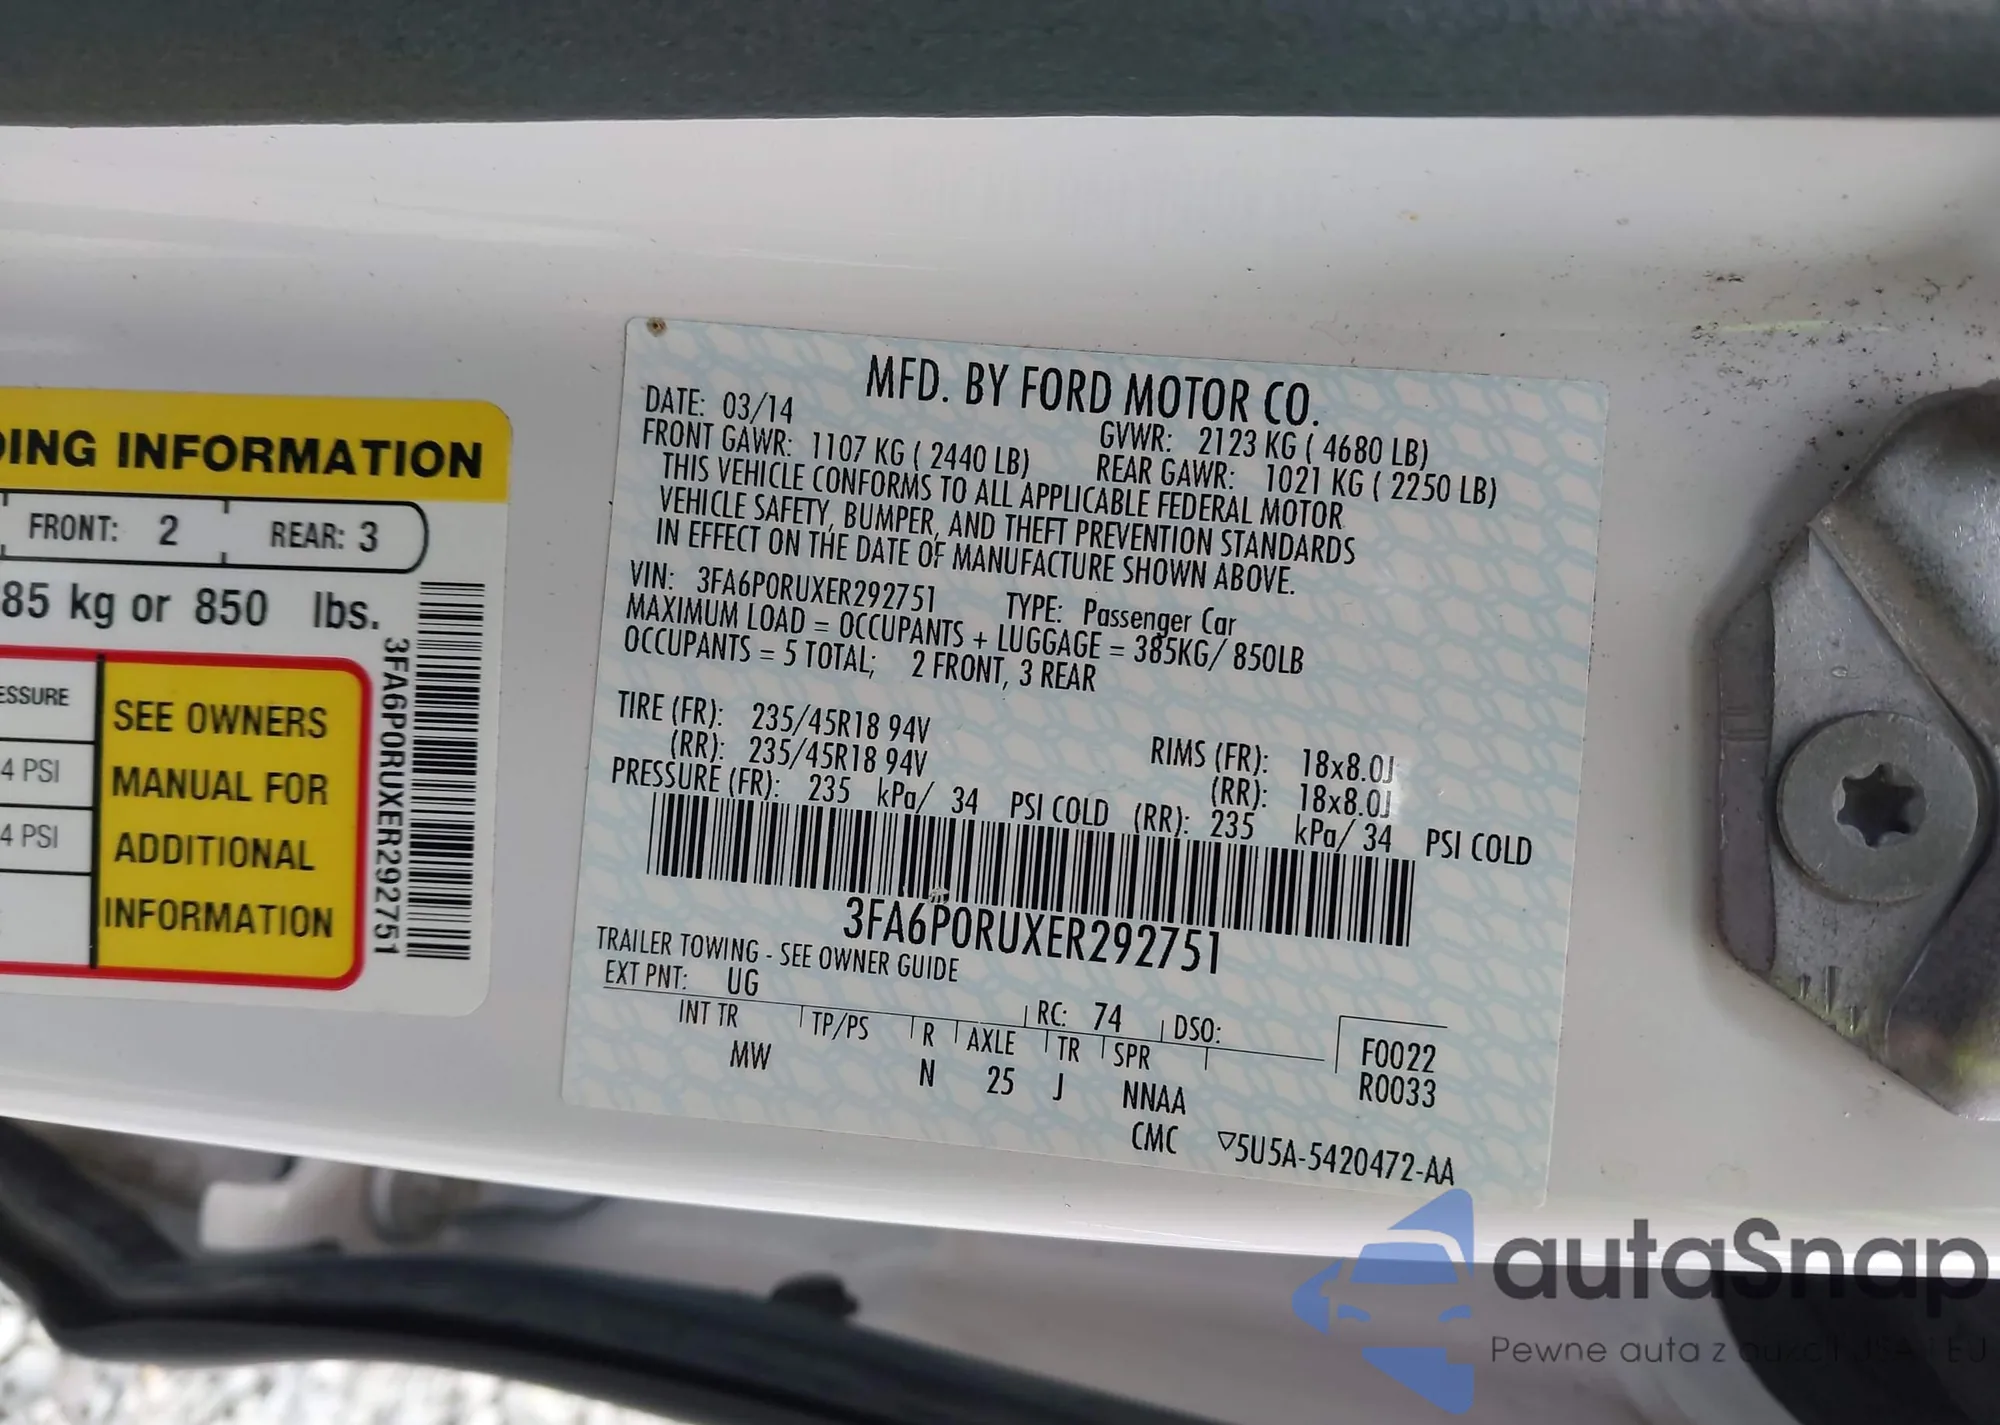 DING INFORMATION
FRONT: 2 REAR: 3
85 kg or 850 lbs.
ESSURE
4 PSI
4 PSI
SEE OWNERS
MANUAL FOR
ADDITIONAL
INFORMATION
3FA6P0RUXER292751
MFD. BY FORD MOTOR CO.
DATE: 03/14 GVWR: 2123 KG ( 4680 LB)
FRONT GAWR: 1107 KG ( 2440 LB) REAR GAWR: 1021 KG ( 2250 LB)
THIS VEHICLE CONFORMS TO ALL APPLICABLE FEDERAL MOTOR
VEHICLE SAFETY, BUMPER, AND THEFT PREVENTION STANDARDS
IN EFFECT ON THE DATE OF MANUFACTURE SHOWN ABOVE.
VIN: 3FA6P0RUXER292751 TYPE: Passenger Car
MAXIMUM LOAD = OCCUPANTS + LUGGAGE = 385KG/ 850LB
OCCUPANTS = 5 TOTAL; 2 FRONT, 3 REAR
TIRE (FR): 235/45R18 94V RIMS (FR): 18x8.0J
(RR): 235/45R18 94V (RR): 18x8.0J
PRESSURE (FR): 235 kPa/ 34 PSI COLD (RR): 235 kPa/ 34 PSI COLD
3FA6P0RUXER292751
TRAILER TOWING - SEE OWNER GUIDE
EXT PNT: UG RC: 74 DSO:
INT TR TP/PS R AXLE TR SPR F0022
MW N 25 J NNAA R0033
CMC ▽5U5A-5420472-AA
autaSnap
Pewne auta z aukcji USA i EU